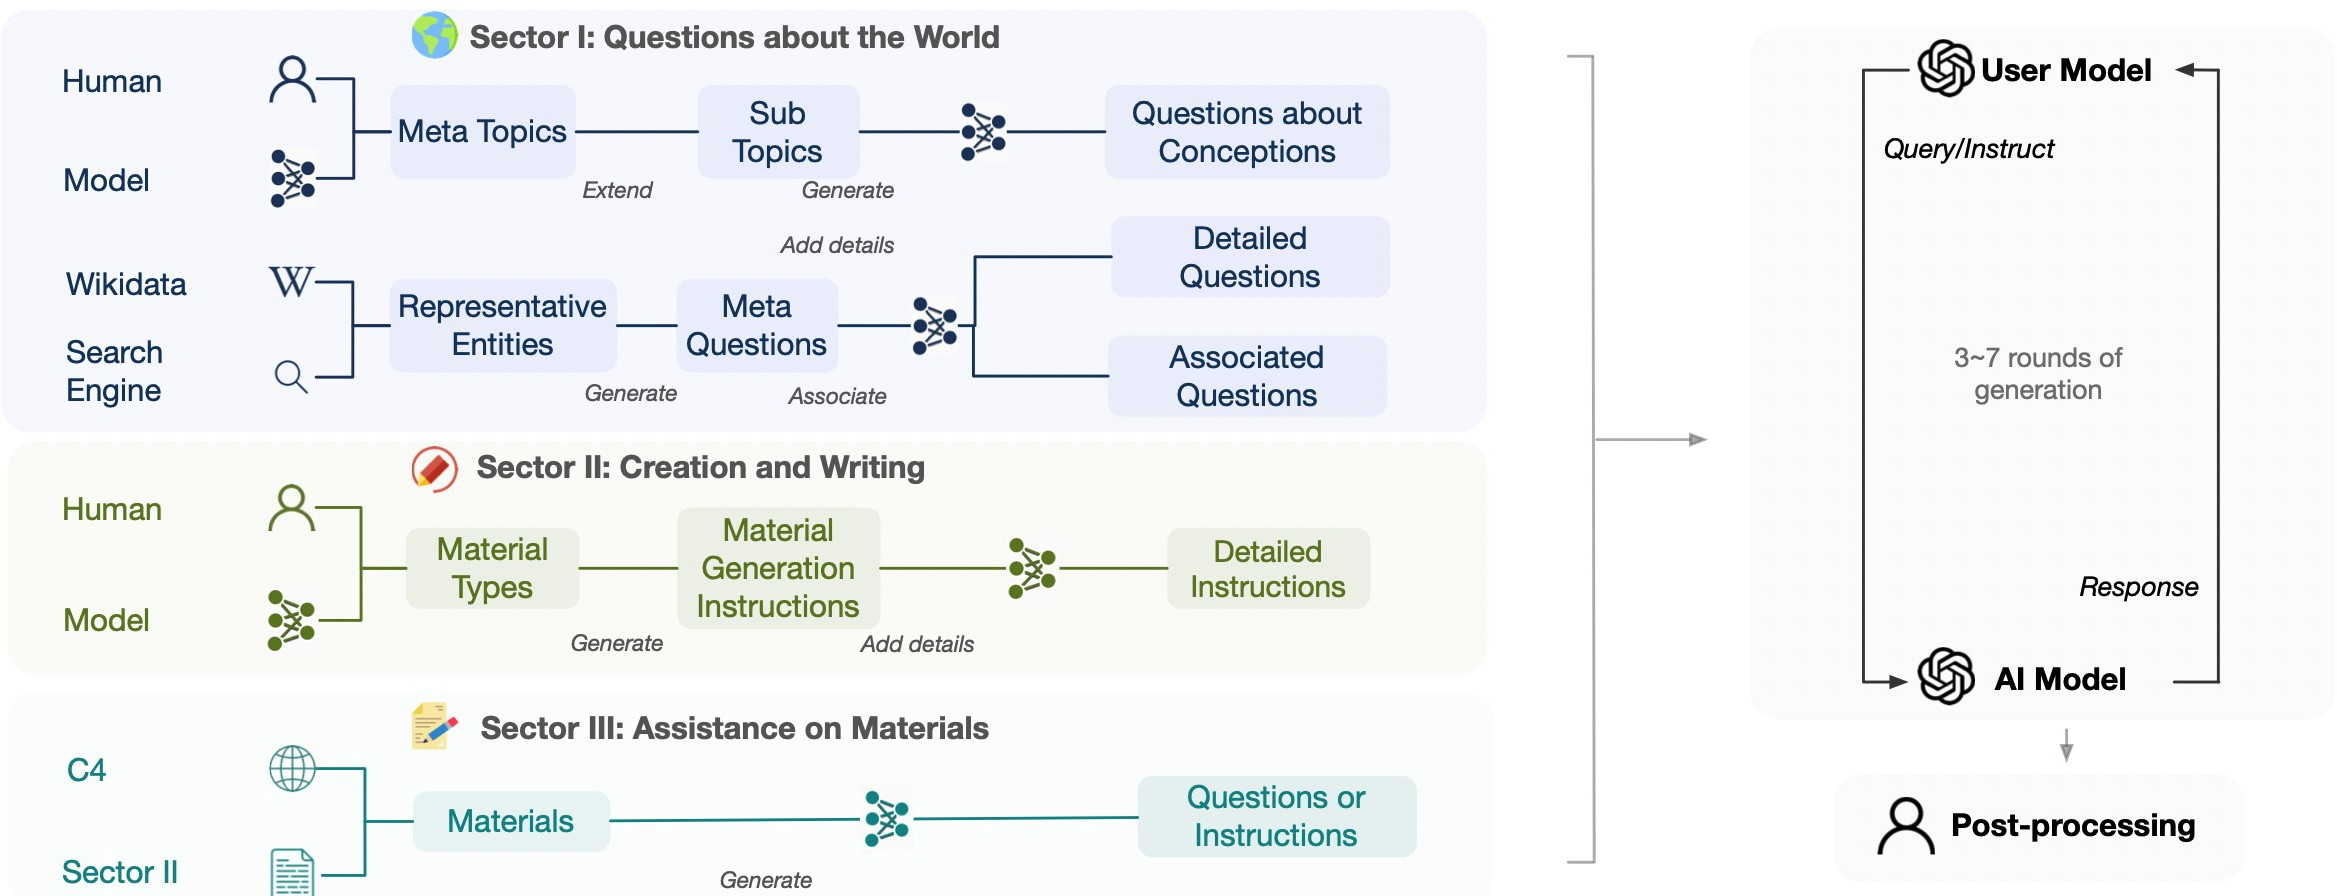 Sector I: Questions about the World
Human
Model
Meta Topics
Extend
Sub
Topics
Generate
Questions about
Conceptions
Wikidata
W
Search
Engine
Representative
Entities
Generate
Meta
Questions
Add details
Associate
Detailed
Questions
Associated
Questions
Sector II: Creation and Writing
Human
Model
Material
Types
Generate
Material
Generation
Instructions
Add details
Detailed
Instructions
Sector III: Assistance on Materials
C4
Sector II
Materials
Generate
Questions or
Instructions
User Model
Query/Instruct
3~7 rounds of
generation
Response
AI Model
Post-processing